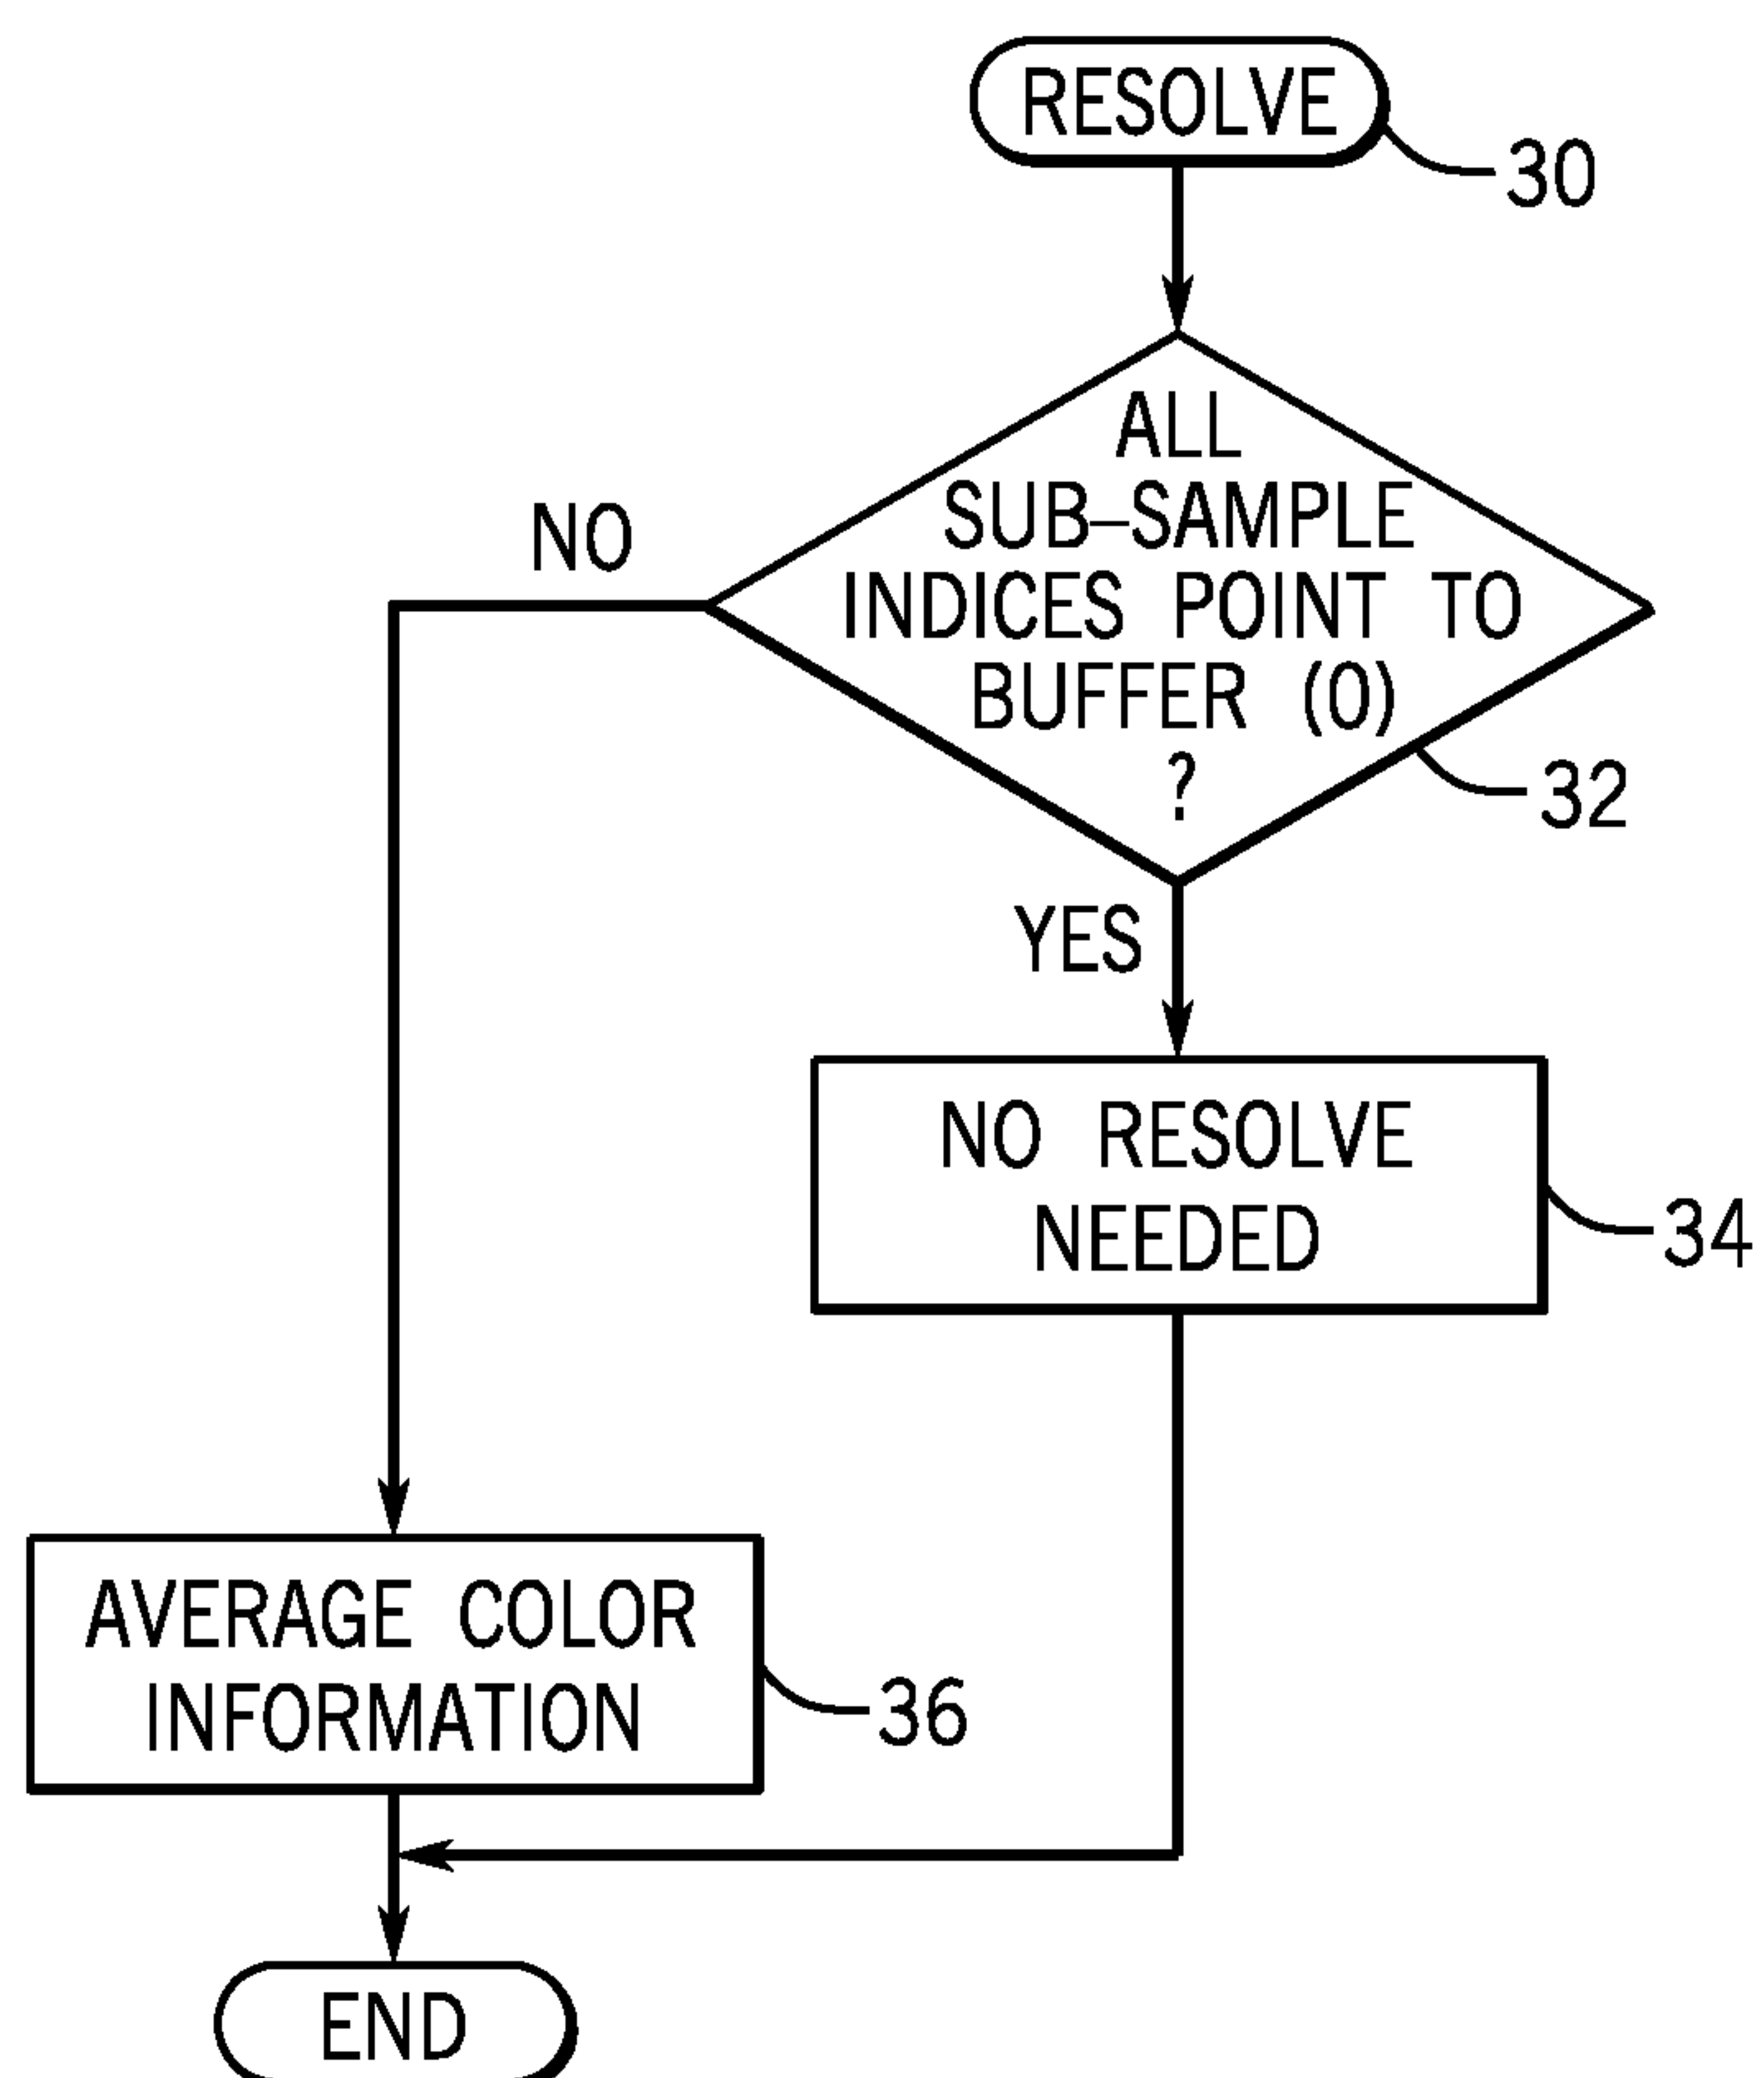 RESOLVE
30
ALL
SUB-SAMPLE
INDICES POINT TO
BUFFER (0)
?
32
NO
YES
NO RESOLVE
NEEDED
34
AVERAGE COLOR
INFORMATION
36
END